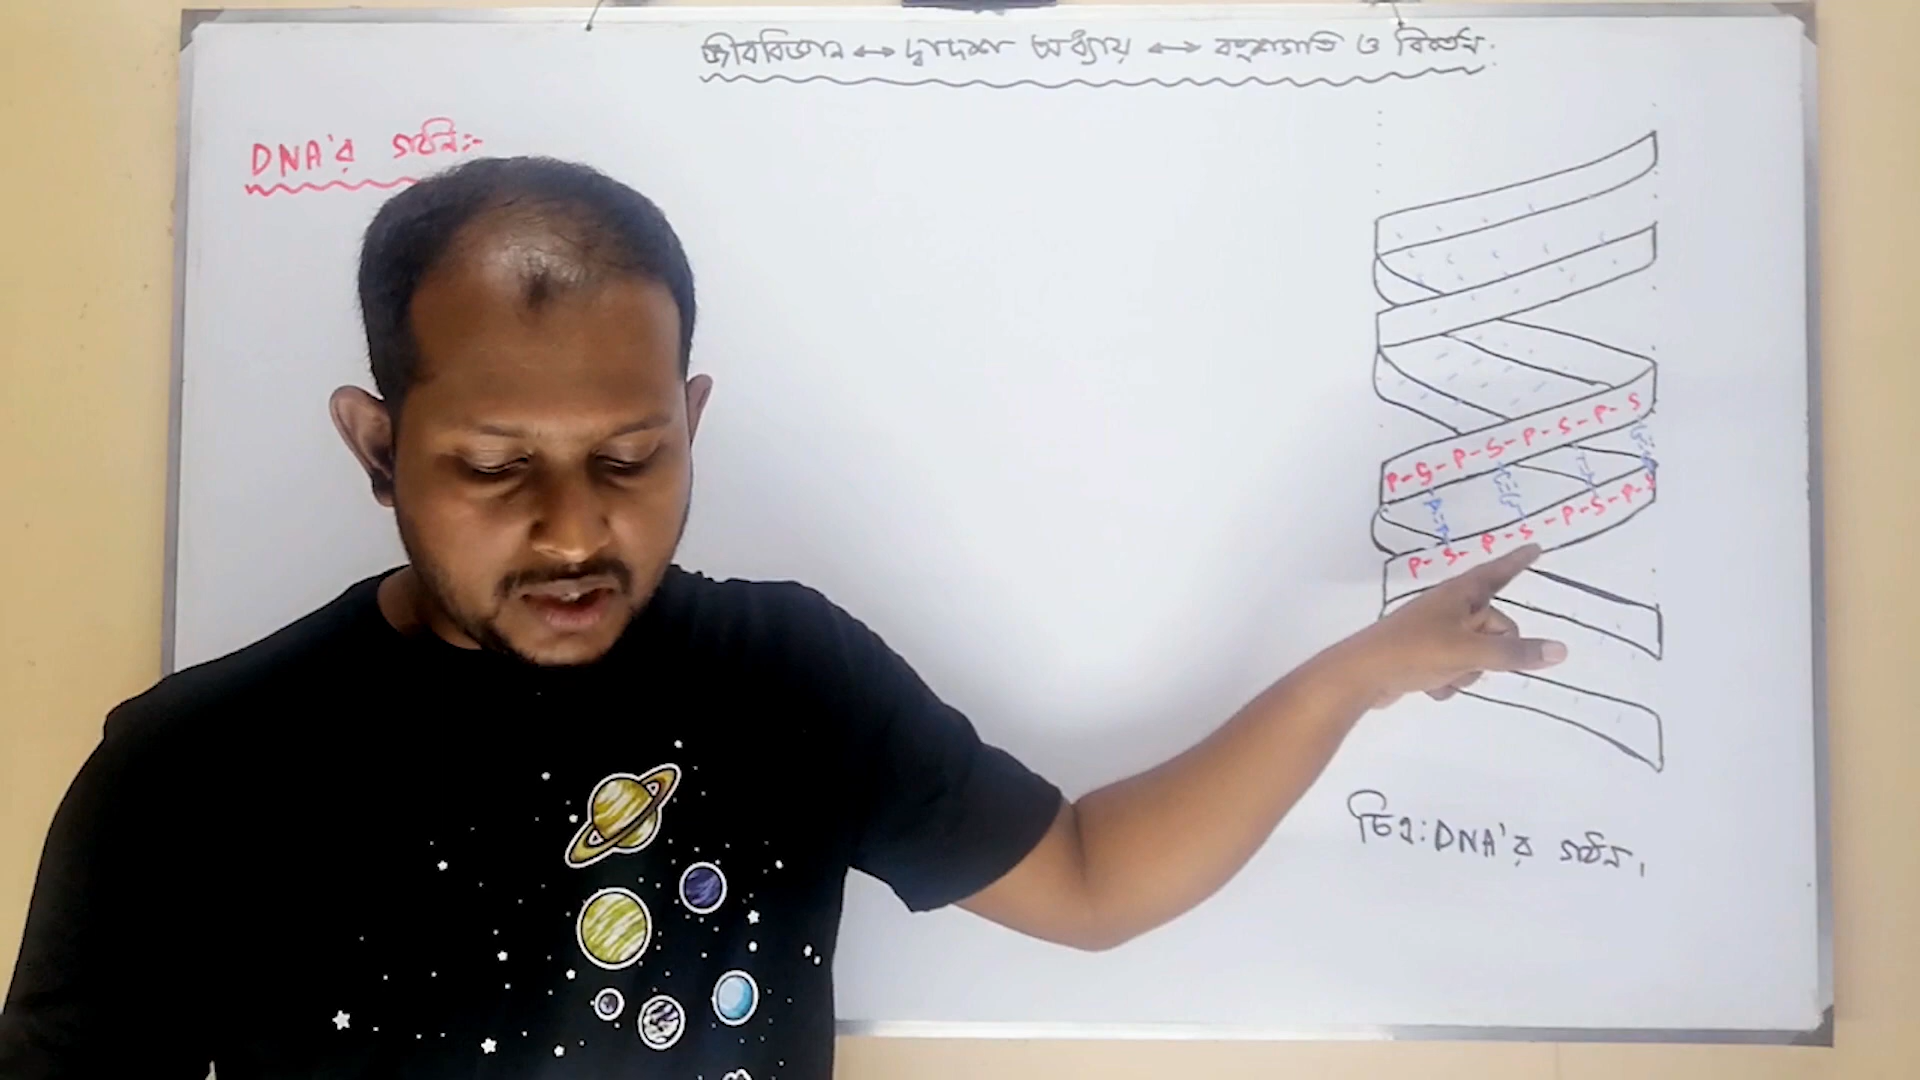 জীববিজ্ঞান ↔ দ্বাদশ অধ্যায় ↔ বংশগতি ও বিবর্তন.
DNA'র গঠন:-
P-S-P-S-P-S-P-S
P-S-P-S-P-S-P-S
চিত্র: DNA'র গঠন।